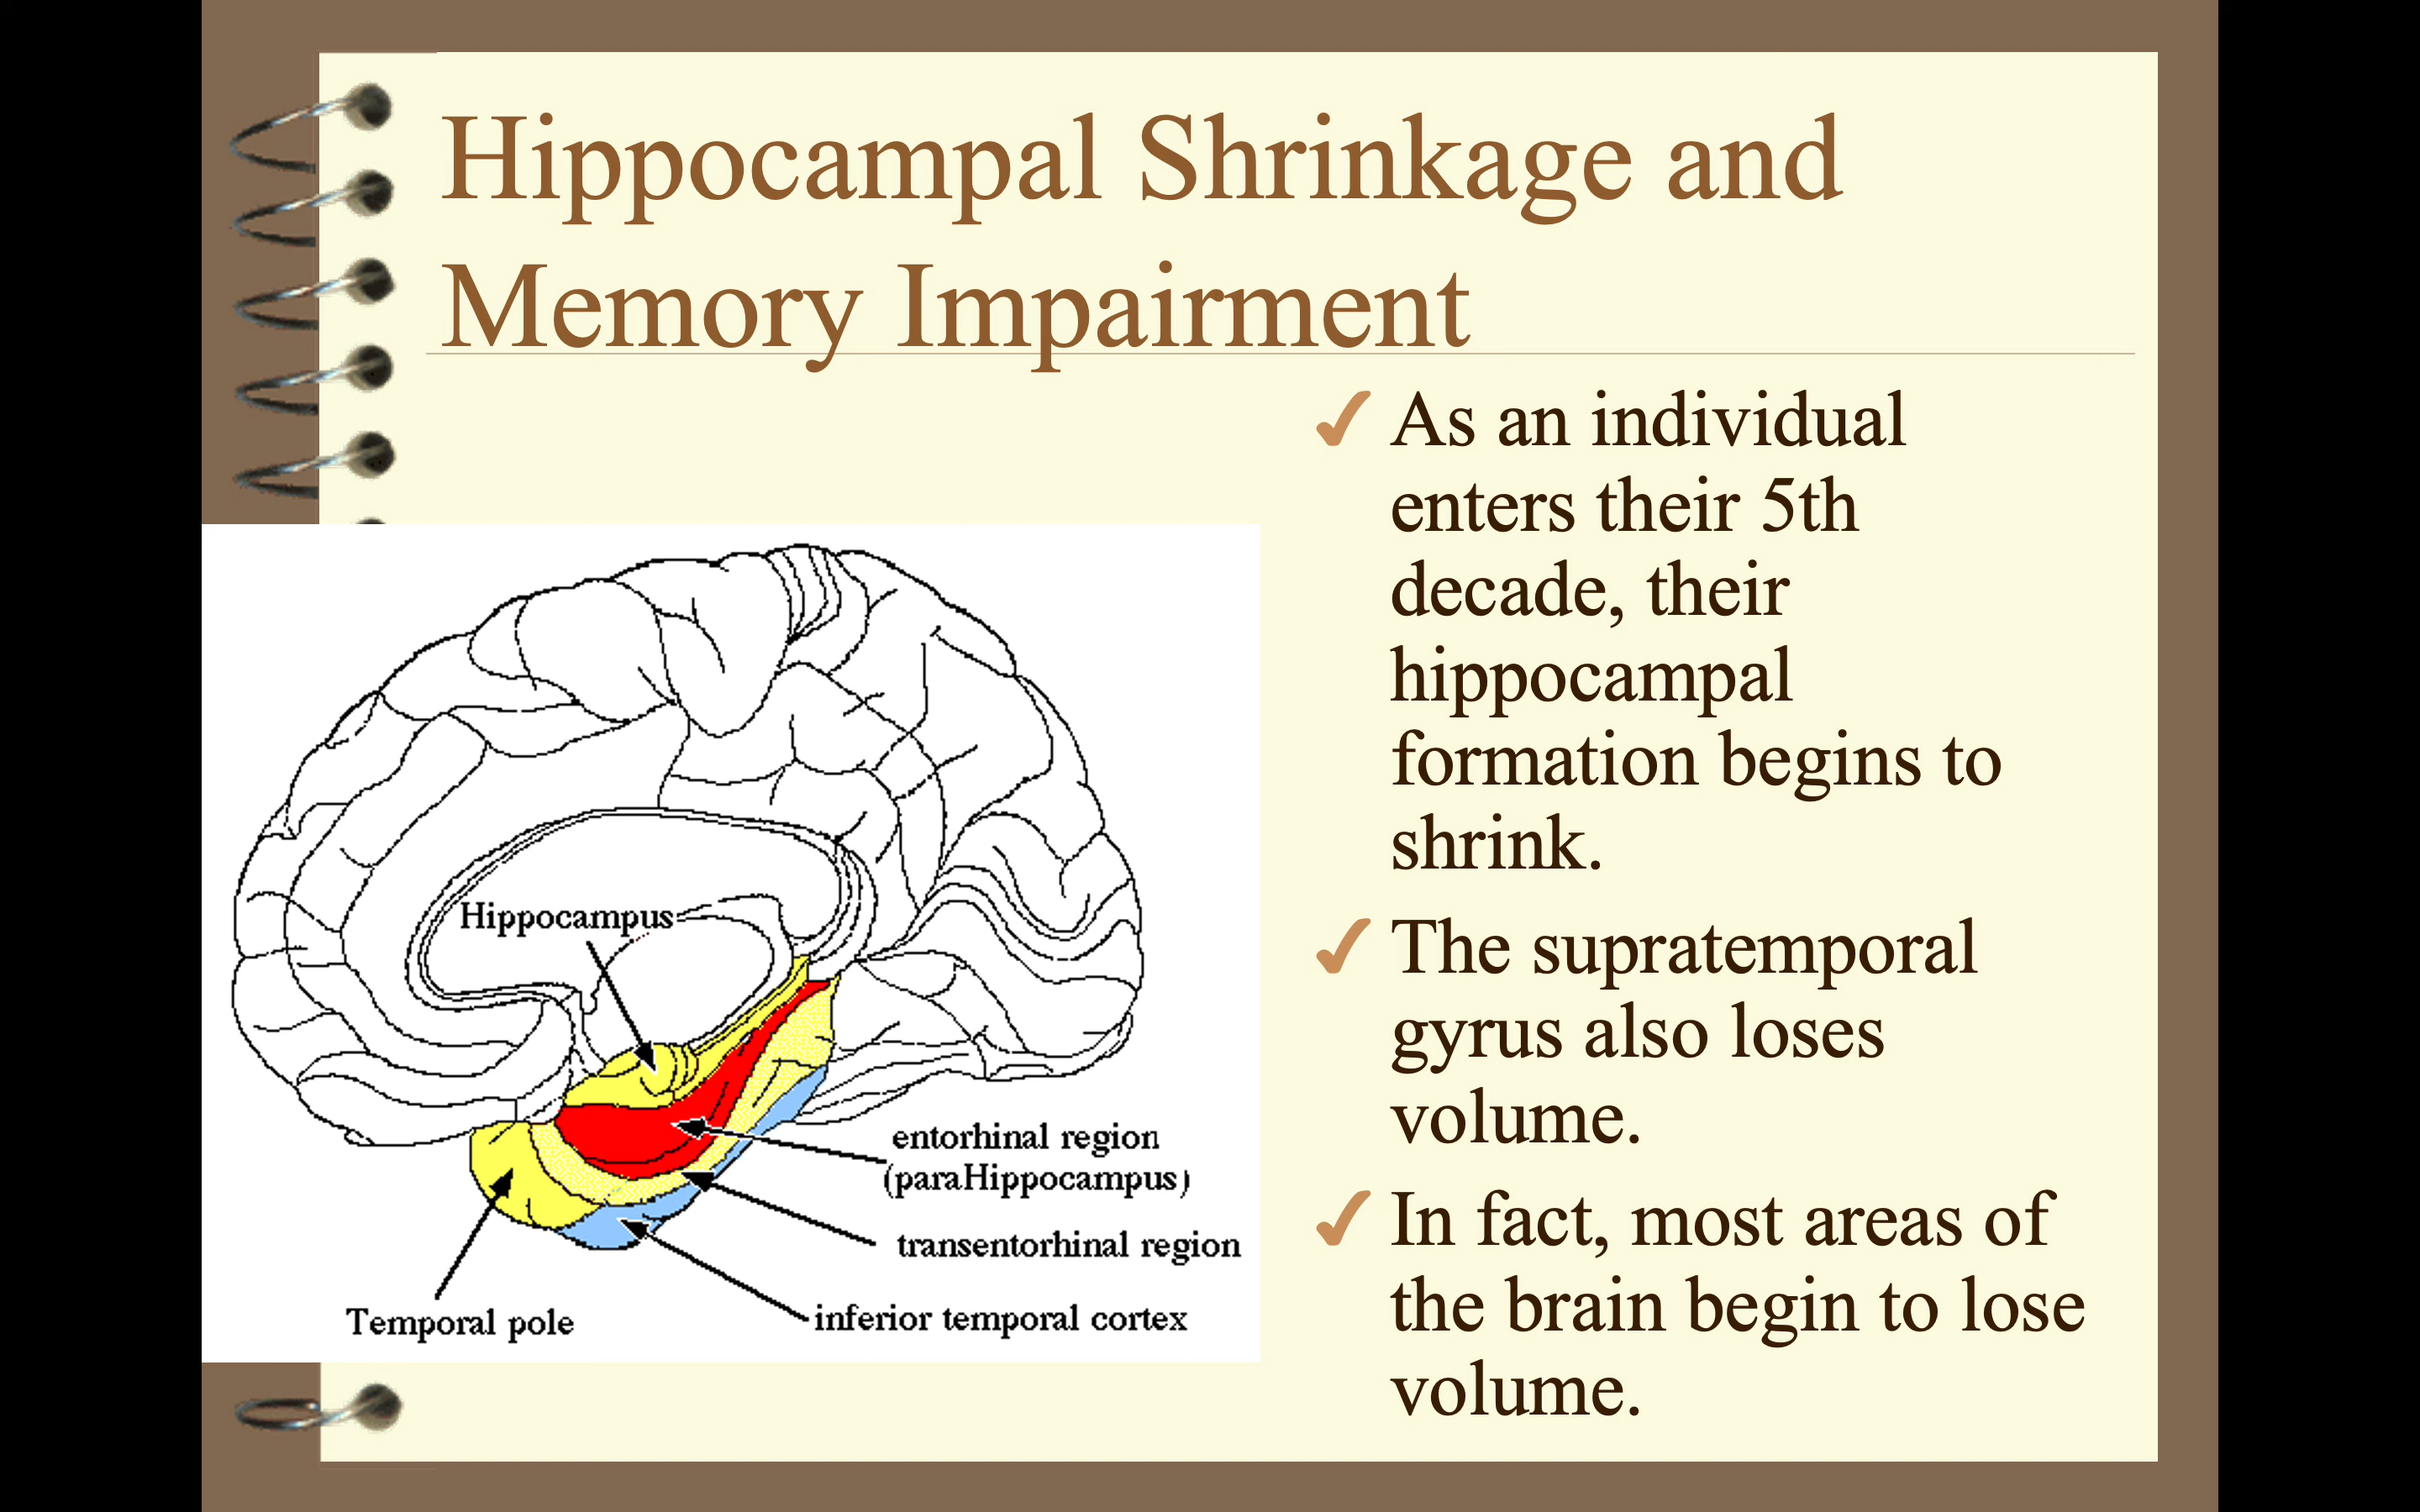 Hippocampal Shrinkage and
Memory Impairment
As an individual
enters their 5th
decade, their
hippocampal
formation begins to
shrink.
The supratemporal
gyrus also loses
volume.
In fact, most areas of
the brain begin to lose
volume.
Hippocampus
entorhinal region
(paraHippocampus)
transentorhinal region
inferior temporal cortex
Temporal pole